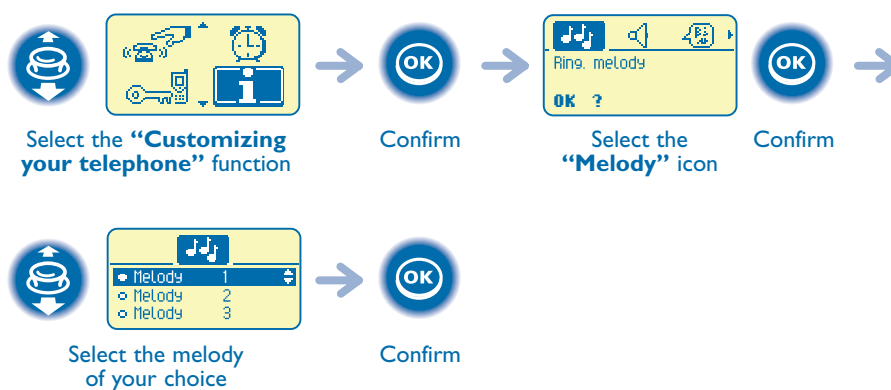 OK
Ring. melody
OK ?
OK
Select the “Customizing
your telephone” function
Confirm
Select the
“Melody” icon
Confirm
Melody 1
Melody 2
Melody 3
OK
Select the melody
of your choice
Confirm